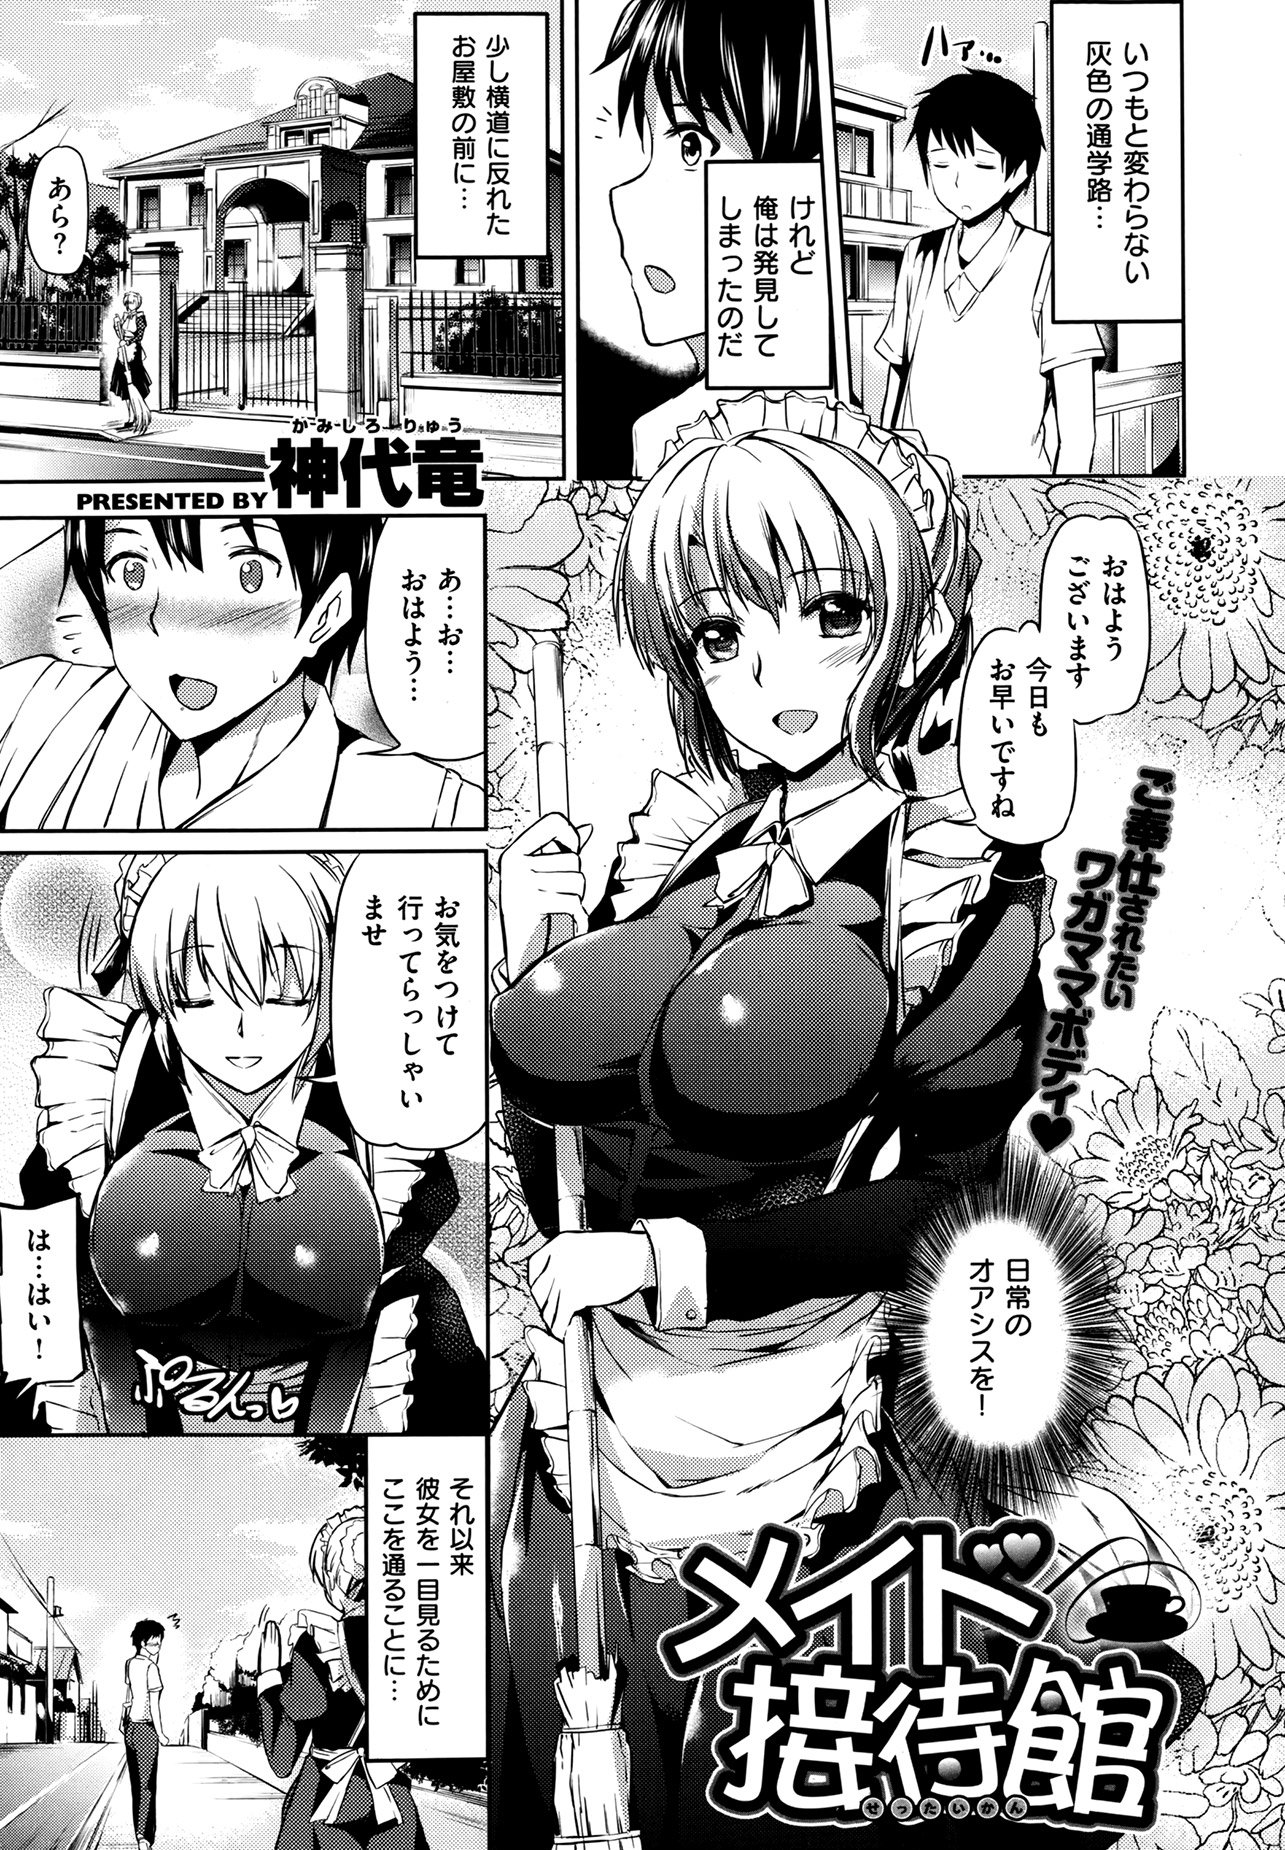 いつもと変わらない
灰色の通学路…
ハァ…
けれど
俺は発見して
しまったのだ
少し横道に反れた
お屋敷の前に…
あら?
かみしろりゅう
PRESENTED BY 神代竜
おはよう
ございます
今日も
お早いですね
ご奉仕されたい
ワガママボディ♥
日常の
オアシスを!
メイド
接待館
せったいかん
あ…お…
おはよう…
お気をつけて
行ってらっしゃい
ませ
は…はい!
ぷるんっ♡
それ以来
彼女を一目見るために
ここを通ることに…